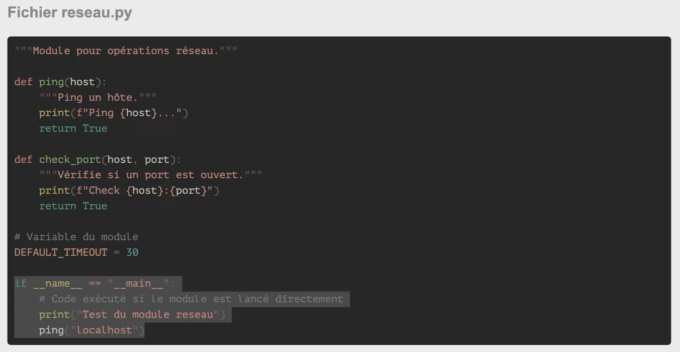 Fichier reseau.py
"""Module pour opérations réseau."""
def ping(host):
"""Ping un hôte."""
print(f"Ping {host}...")
return True
def check_port(host, port):
"""Vérifie si un port est ouvert."""
print(f"Check {host}:{port}")
return True
# Variable du module
DEFAULT_TIMEOUT = 30
if __name__ == "__main__":
# Code exécuté si le module est lancé directement
print("Test du module reseau")
ping("localhost")